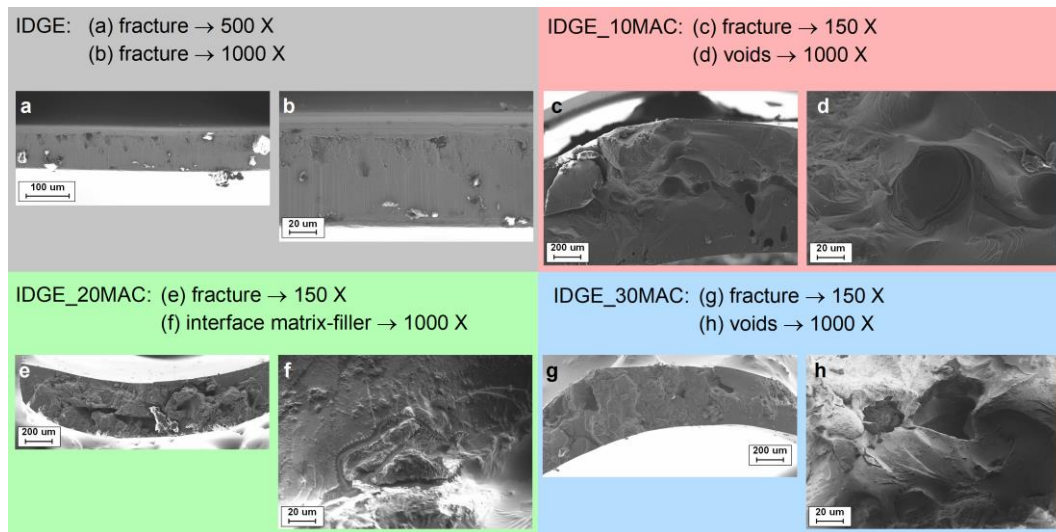 IDGE: (a) fracture → 500 X
(b) fracture → 1000 X
a
100 um
b
20 um
IDGE_10MAC: (c) fracture → 150 X
(d) voids → 1000 X
c
200 um
d
20 um
IDGE_20MAC: (e) fracture → 150 X
(f) interface matrix-filler → 1000 X
e
200 um
f
20 um
IDGE_30MAC: (g) fracture → 150 X
(h) voids → 1000 X
g
200 um
h
20 um